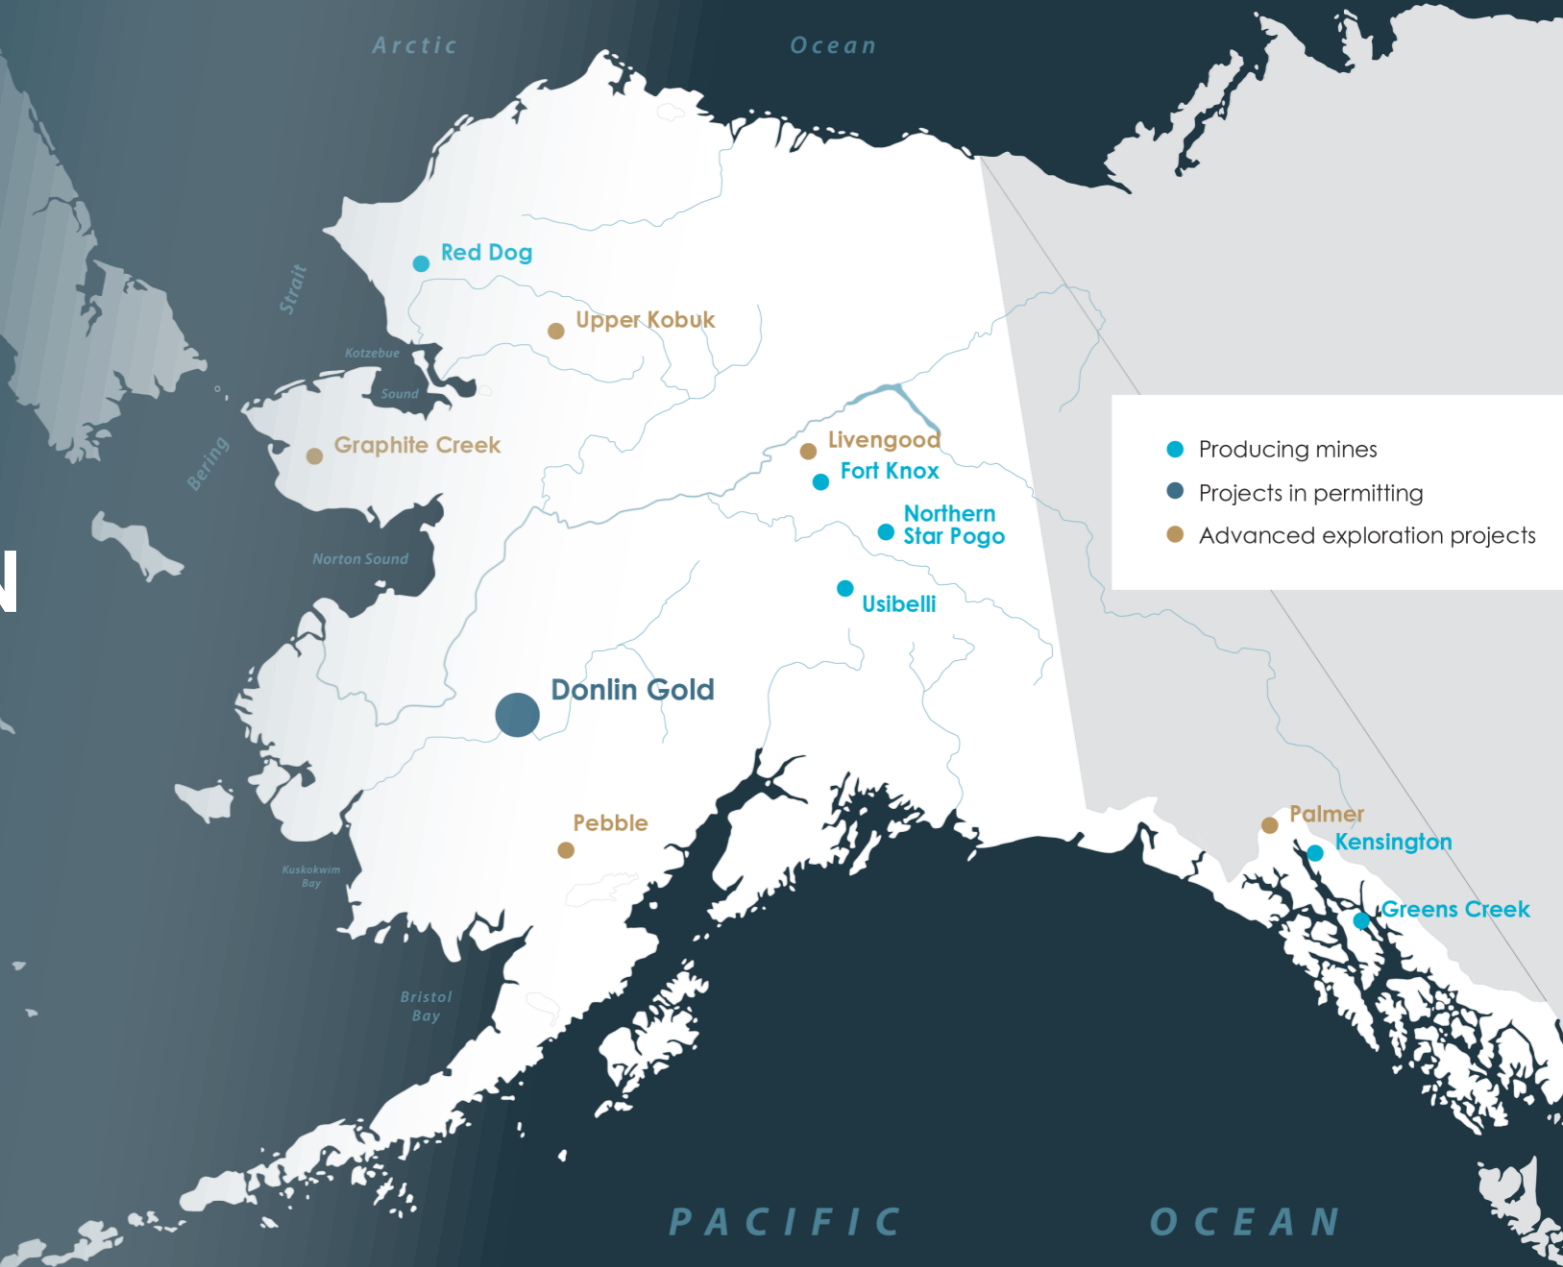 Arctic
Ocean
Red Dog
Strait
Upper Kobuk
Kotzebue
Sound
Graphite Creek
Bering
Livengood
Fort Knox
Northern
Star Pogo
Usibelli
Norton Sound
Producing mines
Projects in permitting
Advanced exploration projects
N
Donlin Gold
Pebble
Kuskokwim
Bay
Palmer
Kensington
Greens Creek
Bristol
Bay
PACIFIC
OCEAN